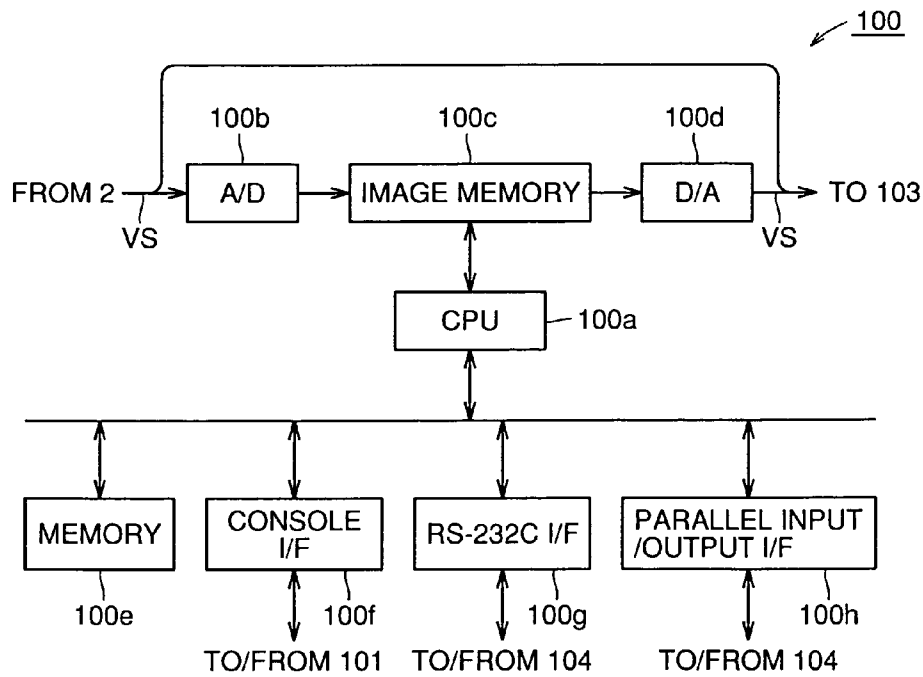 100
100b
100c
100d
FROM 2
A/D
IMAGE MEMORY
D/A
TO 103
VS
VS
CPU
100a
MEMORY
CONSOLE
I/F
RS-232C I/F
PARALLEL INPUT
/OUTPUT I/F
100e
100f
100g
100h
TO/FROM 101
TO/FROM 104
TO/FROM 104